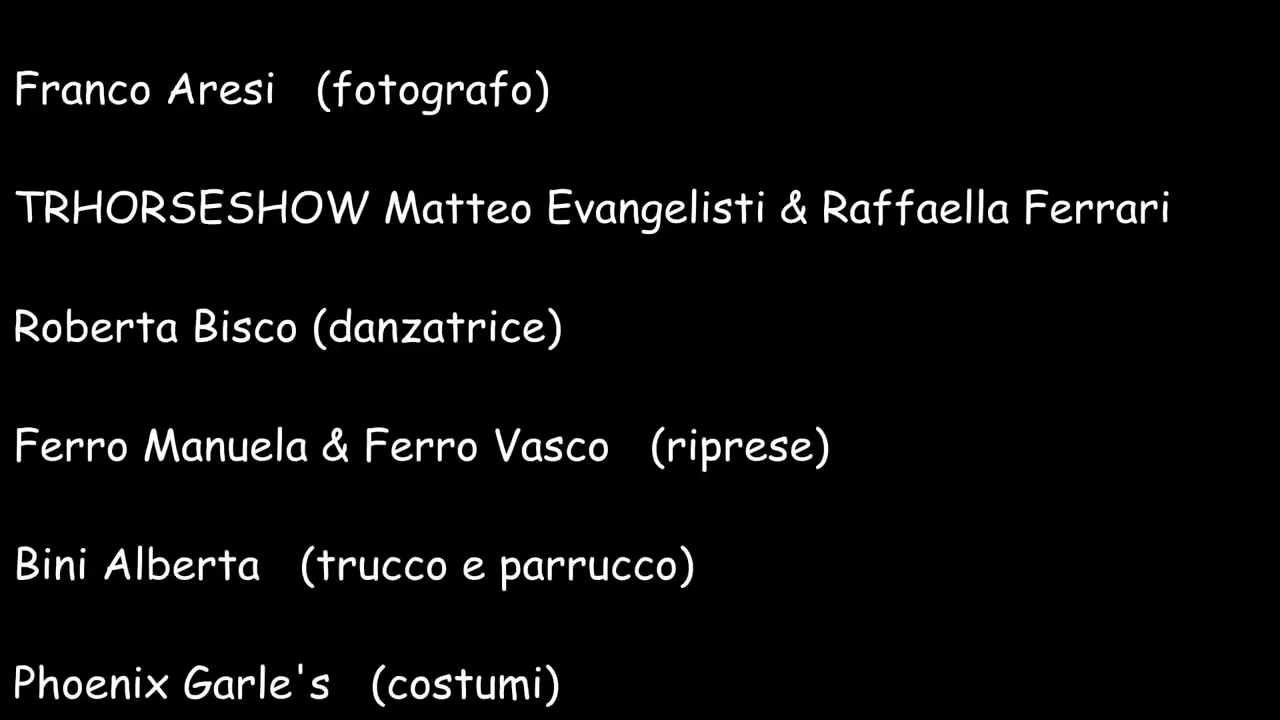 Franco Aresi (fotografo)
TRHORSESHOW Matteo Evangelisti & Raffaella Ferrari
Roberta Bisco (danzatrice)
Ferro Manuela & Ferro Vasco (riprese)
Bini Alberta (trucco e parrucco)
Phoenix Garle's (costumi)